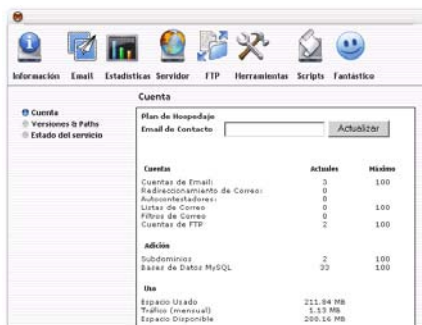 Información Email Estadísticas Servidor FTP Herramientas Scripts Fantástico
Cuenta
Cuenta
Versiones & Paths
Estado del servicio
Plan de Hospedaje
Email de Contacto Actualizar
Cuentas Actuales Máximo
Cuentas de Email: 3 100
Redireccionamiento de Correo: 0
Autocontestadores: 0
Listas de Correo 0 100
Filtros de Correo 0
Cuentas de FTP 2 100
Adición
Subdominios 2 100
Bases de Datos MySQL 33 100
Uso
Espacio Usado 211.84 MB
Tráfico (mensual) 1.13 MB
Espacio Disponible 288.16 MB